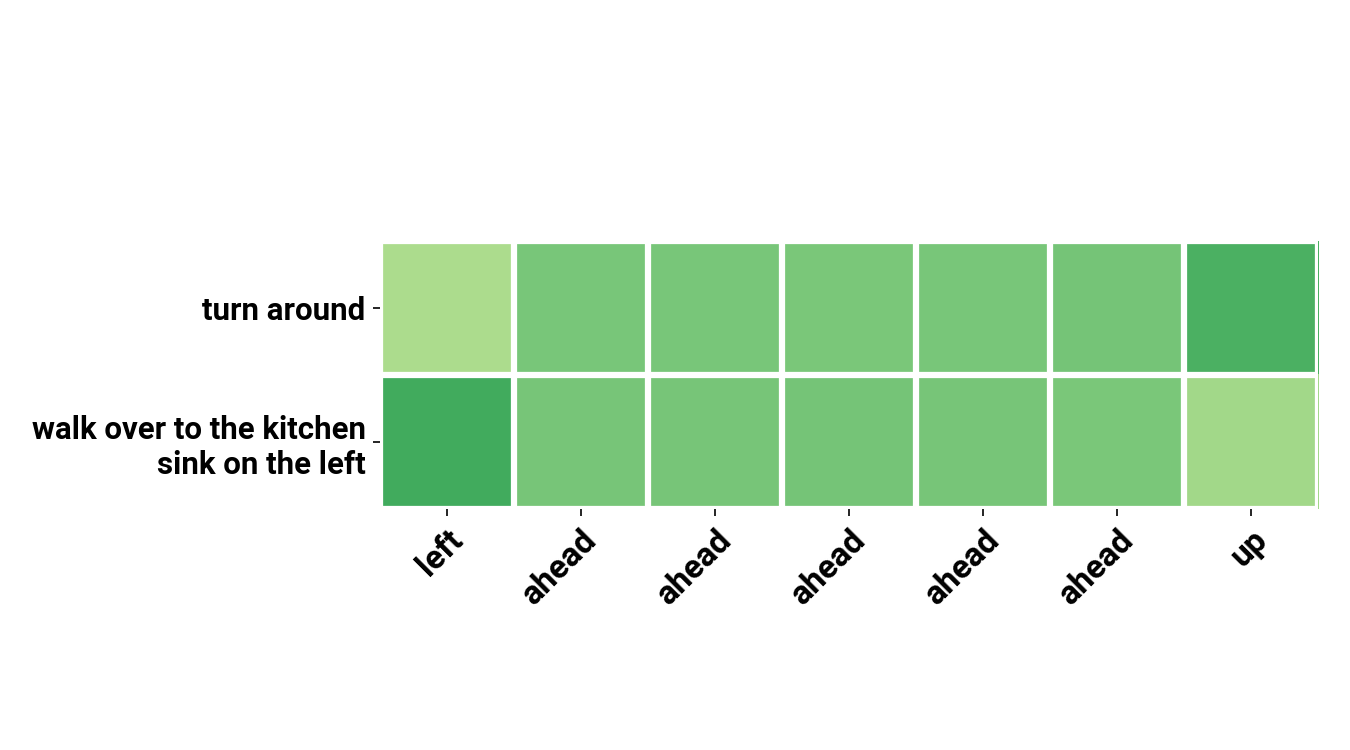 turn around
walk over to the kitchen
sink on the left
left
ahead
ahead
ahead
ahead
ahead
up